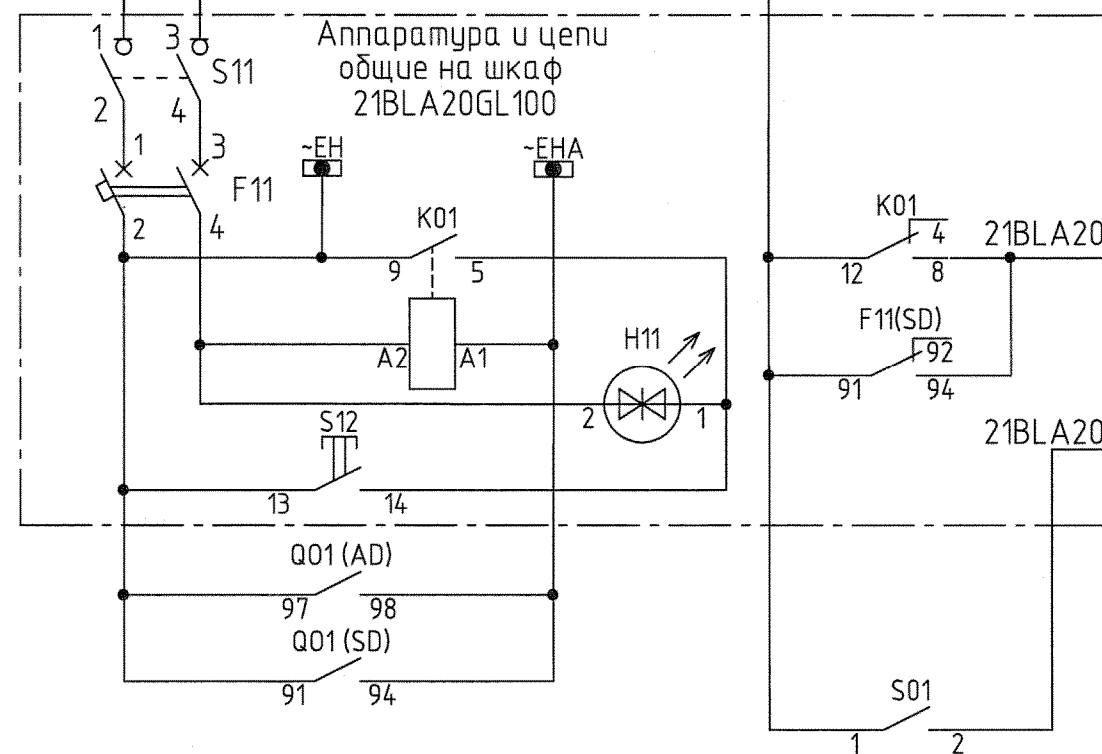 Аппаратура и цепи
общие на шкаф
21BLA20GL100
1 3
S11
2 4
~EH ~EHA
1 3
F11
2 4
K01
9 5
A2 A1
H11
2 1
S12
13 14
Q01 (AD)
97 98
Q01 (SD)
91 94
K01
4
12 8
21BLA20
F11(SD)
92
91 94
21BLA20
S01
1 2